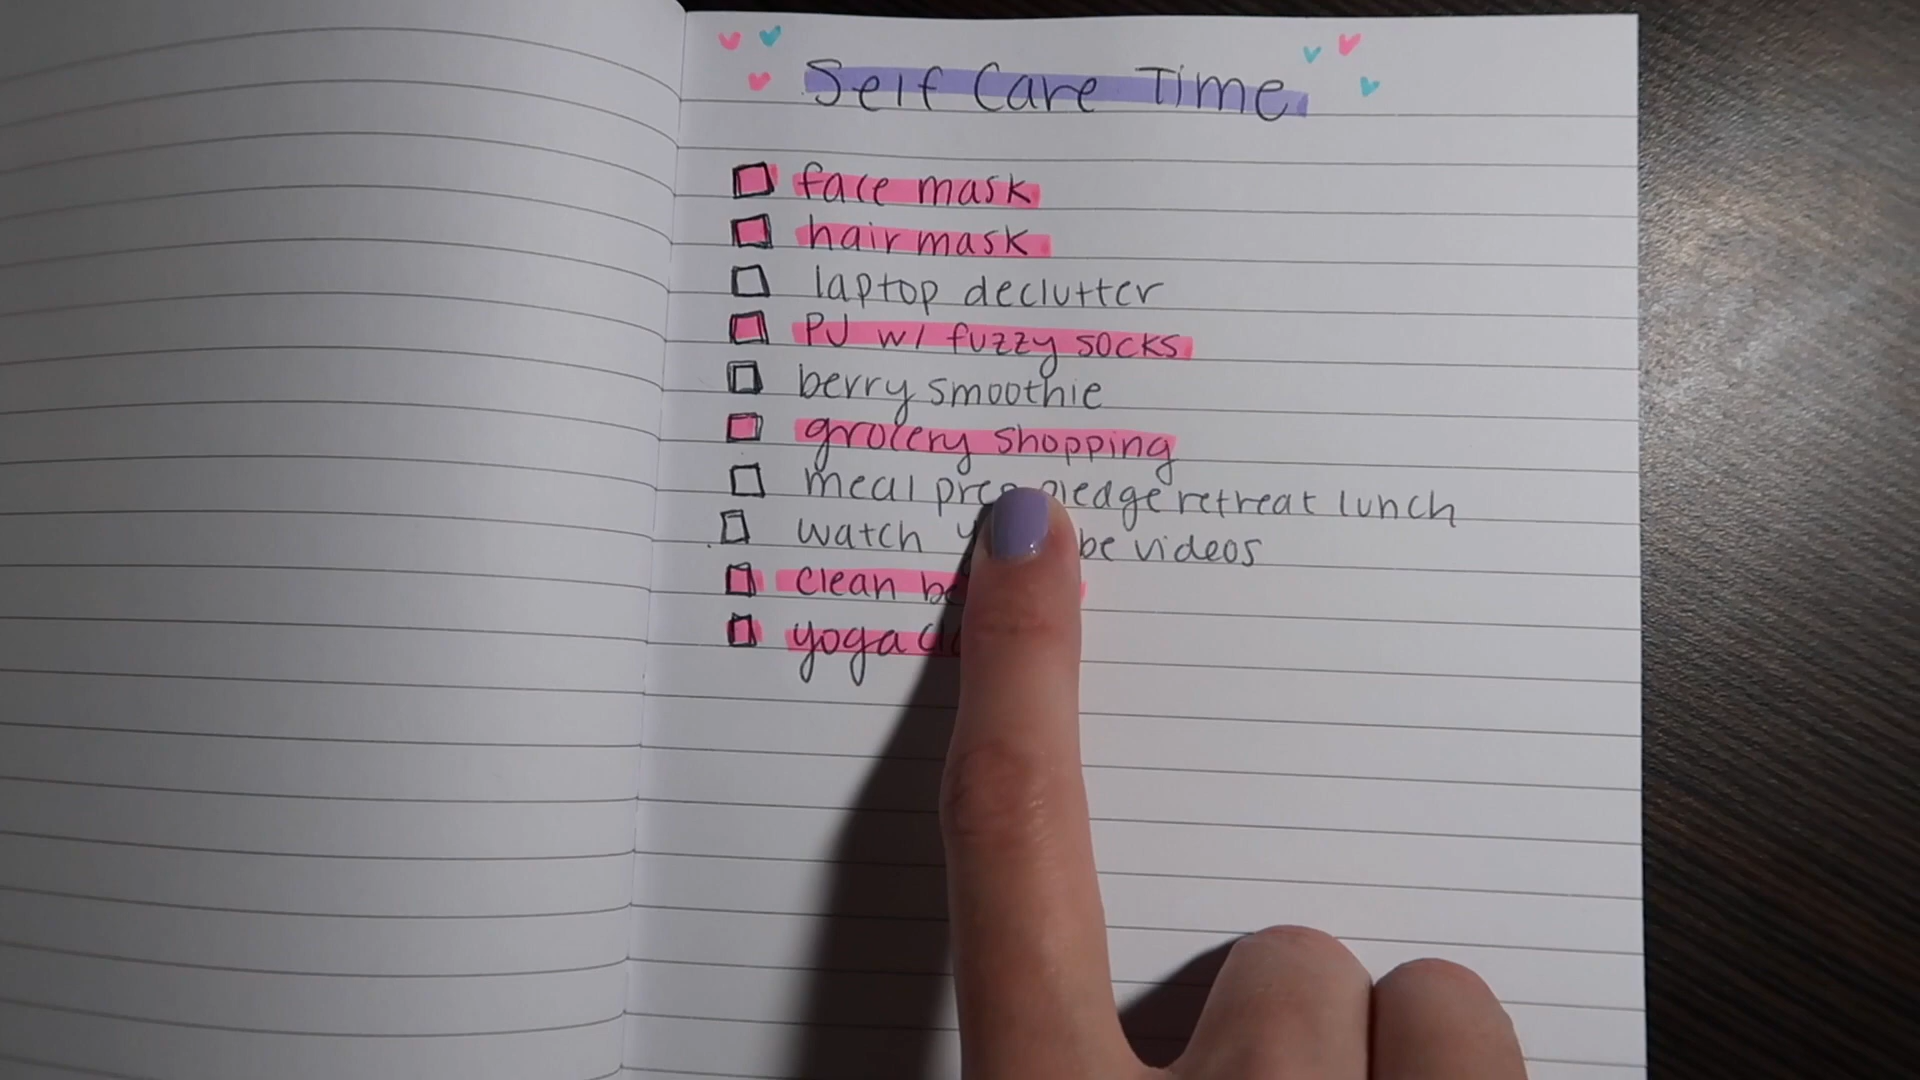 Self Care Time
face mask
hair mask
laptop declutter
PJ w/ fuzzy socks
berry smoothie
grocery shopping
meal prep pledge retreat lunch
watch videos
clean
yoga